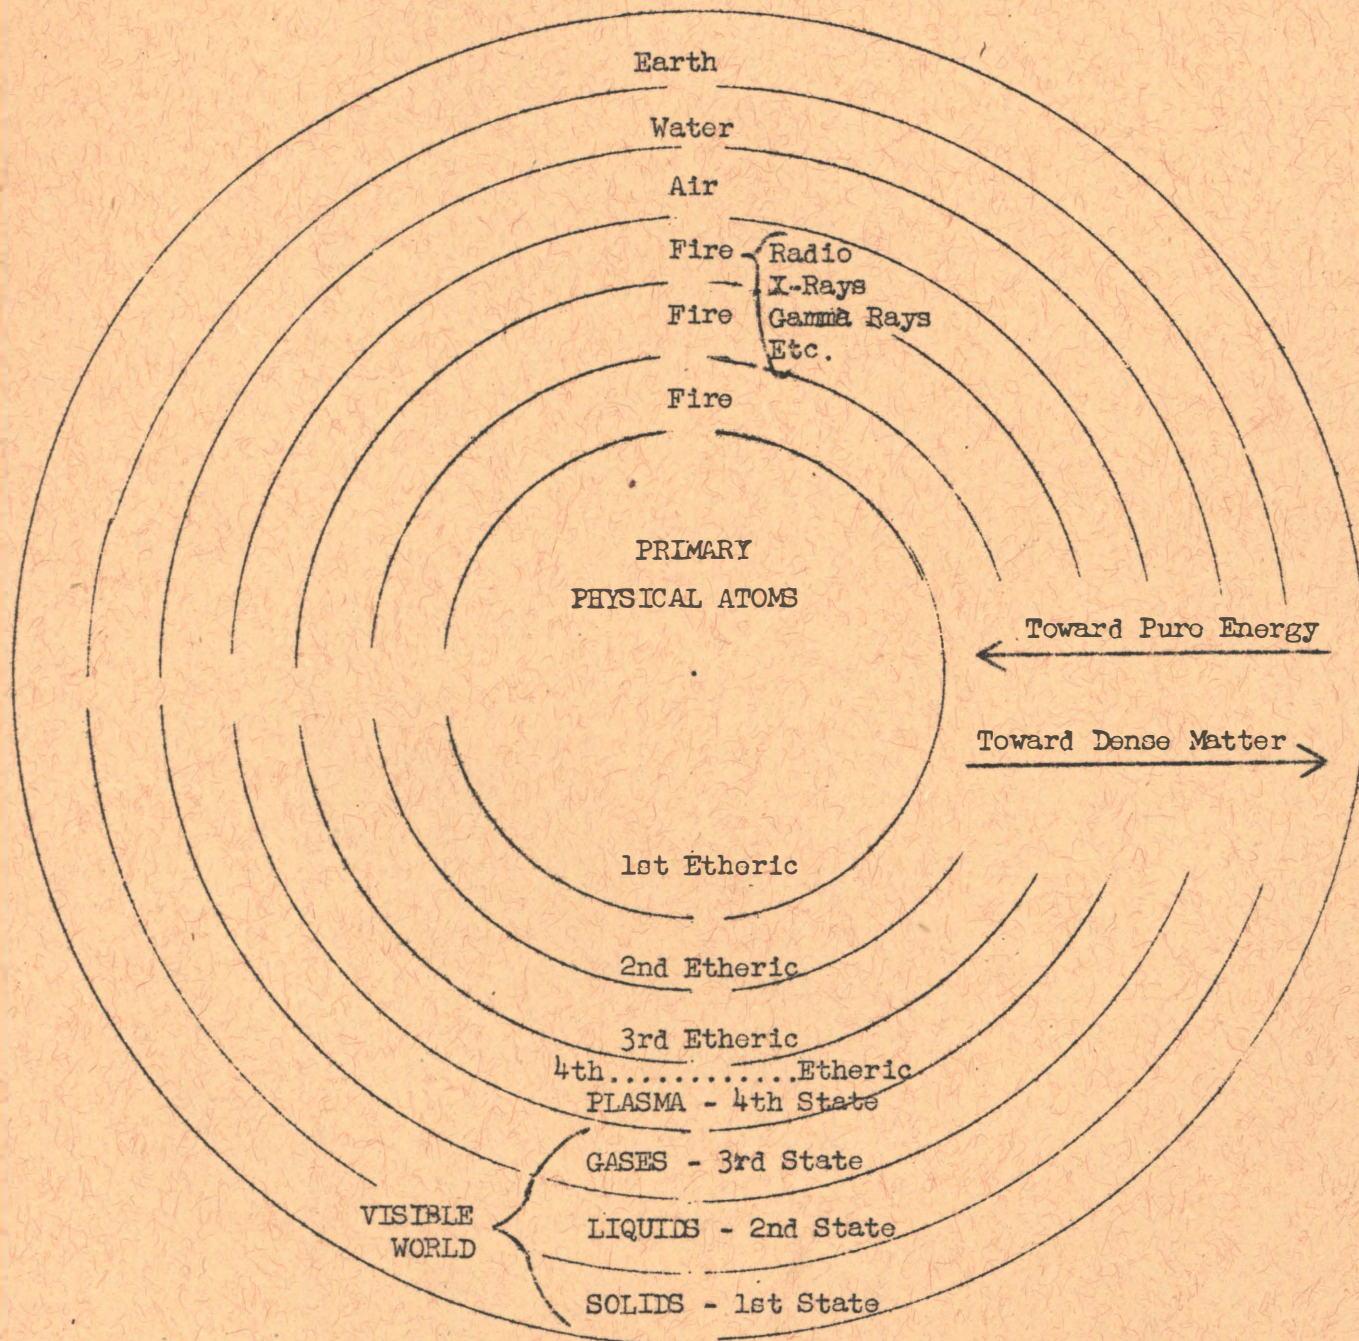 Earth
Water
Air
Fire
Radio
X-Rays
Fire
Gamma Rays
Etc.
Fire
PRIMARY
PHYSICAL ATOMS
Toward Pure Energy
Toward Dense Matter
1st Etheric
2nd Etheric
3rd Etheric
4th............Etheric
PLASMA - 4th State
GASES - 3rd State
VISIBLE
WORLD
LIQUIDS - 2nd State
SOLIDS - 1st State